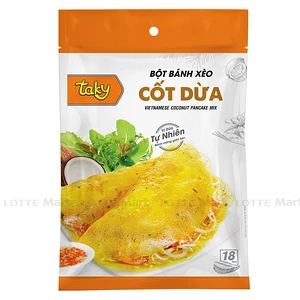 taky
BỘT BÁNH XÈO
CỐT DỪA
VIETNAMESE COCONUT PANCAKE MIX
Tự Nhiên
LOTTE Mart
18